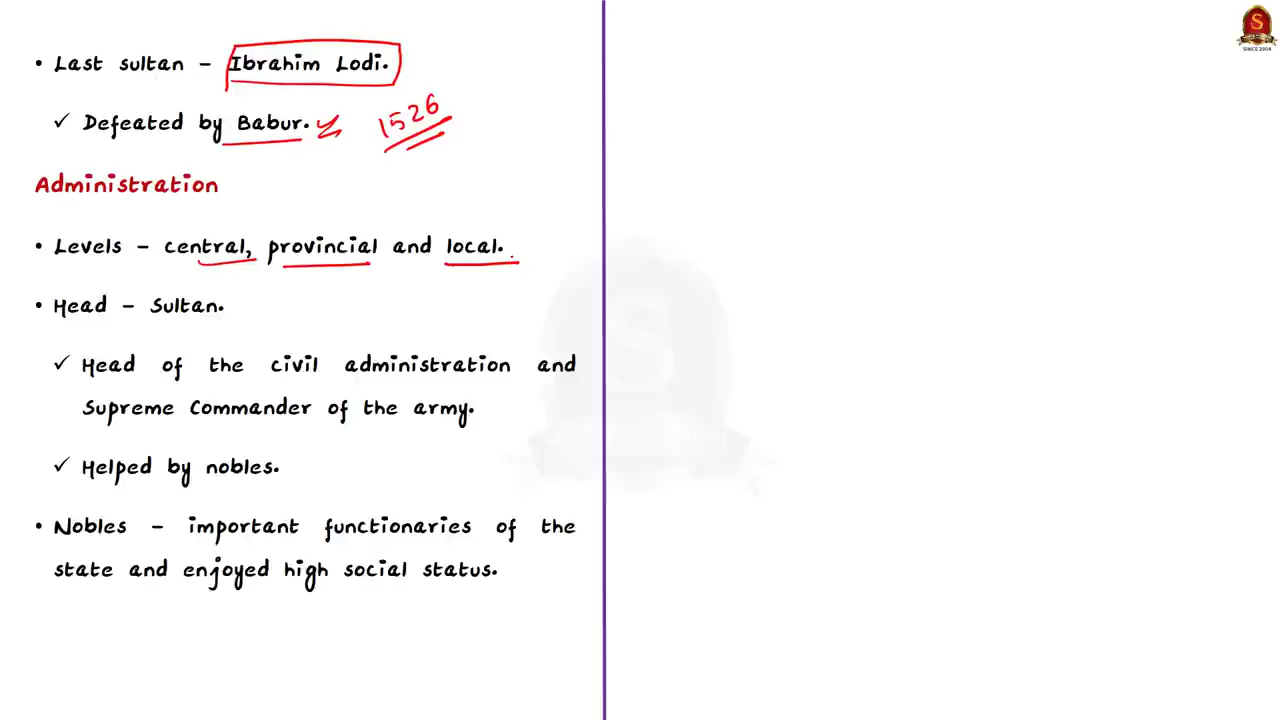 • Last sultan – Ibrahim Lodi.
✓ Defeated by Babur. 1526
Administration
• Levels – central, provincial and local.
• Head – Sultan.
✓ Head of the civil administration and
Supreme Commander of the army.
✓ Helped by nobles.
• Nobles – important functionaries of the
state and enjoyed high social status.
S
SINCE 2004
S